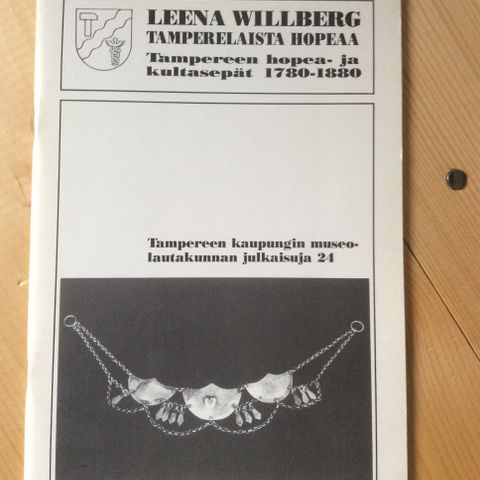 LEENA WILLBERG
TAMPERELAISTA HOPEAA
Tampereen hopea- ja
kultasepät 1780-1880
Tampereen kaupungin museo-
lautakunnan julkaisuja 24